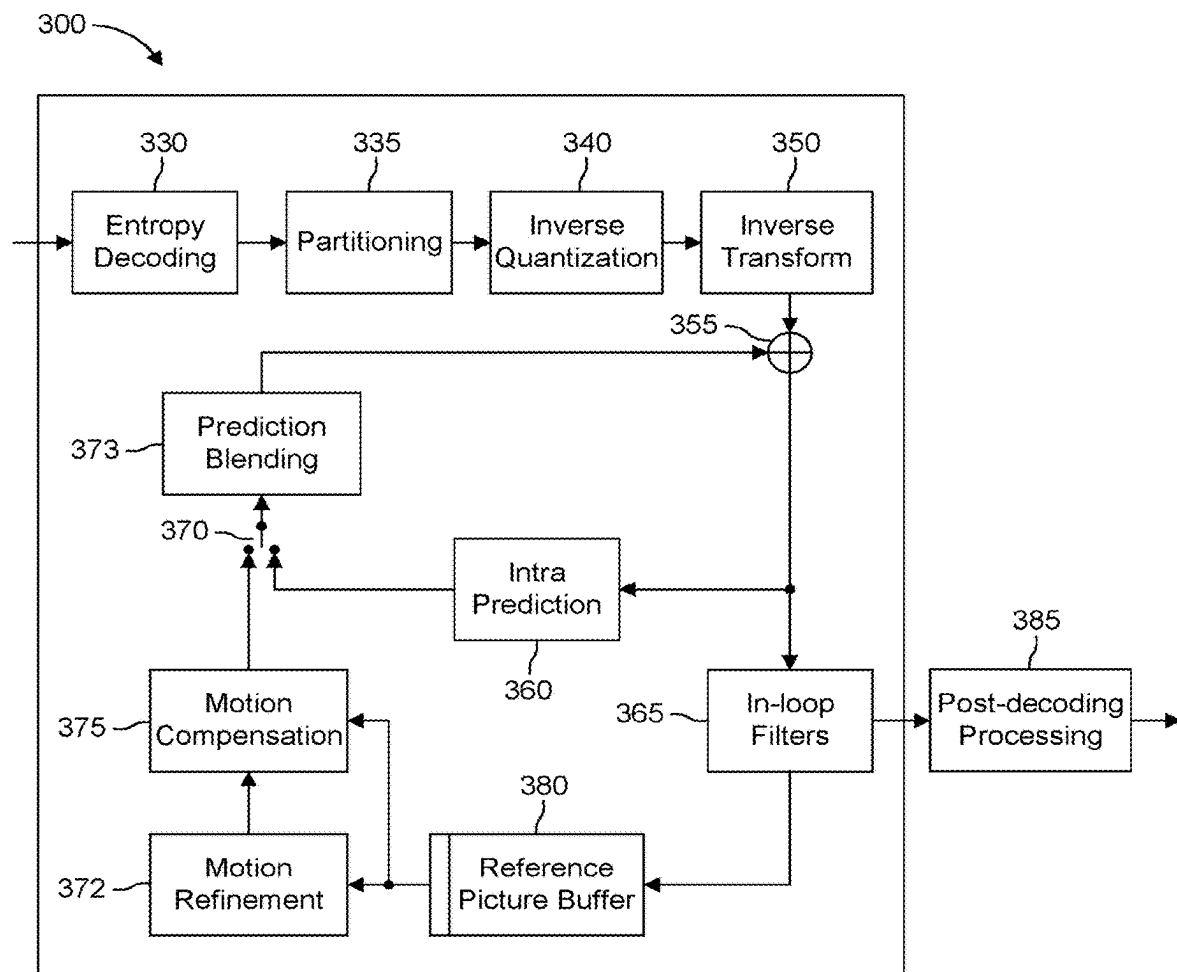 300
330
335
340
350
Entropy
Decoding
Partitioning
Inverse
Quantization
Inverse
Transform
355
373
Prediction
Blending
370
Intra
Prediction
360
385
375
Motion
Compensation
365
In-loop
Filters
Post-decoding
Processing
380
372
Motion
Refinement
Reference
Picture Buffer